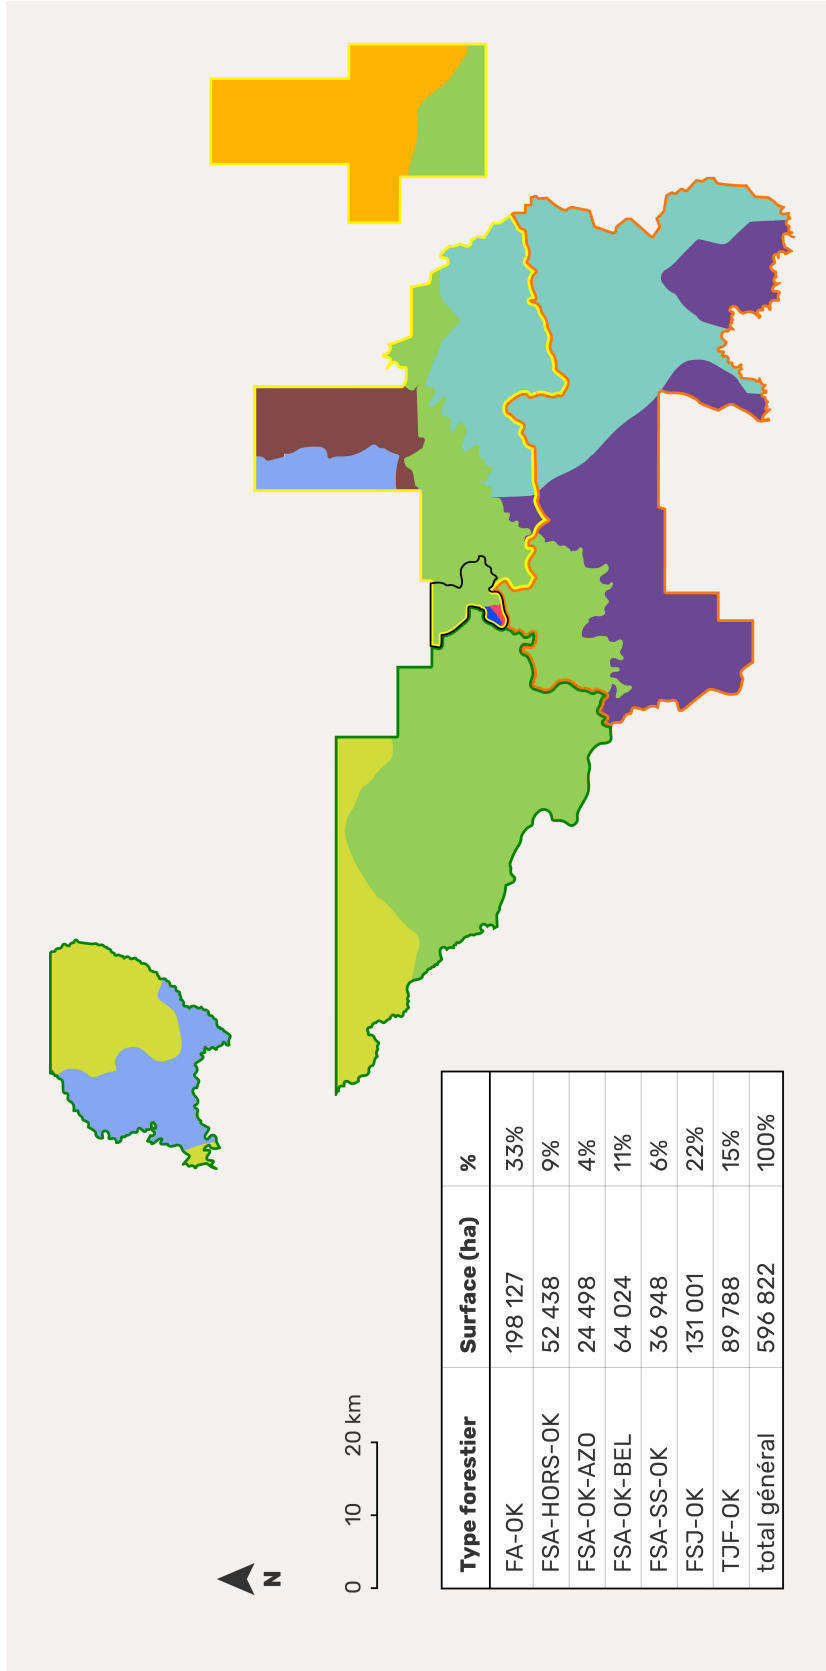 N
0 10 20 km
Type forestier Surface (ha) %
FA-OK 198 127 33%
FSA-HORS-OK 52 438 9%
FSA-OK-AZO 24 498 4%
FSA-OK-BEL 64 024 11%
FSA-SS-OK 36 948 6%
FSJ-OK 131 001 22%
TJF-OK 89 788 15%
total général 596 822 100%